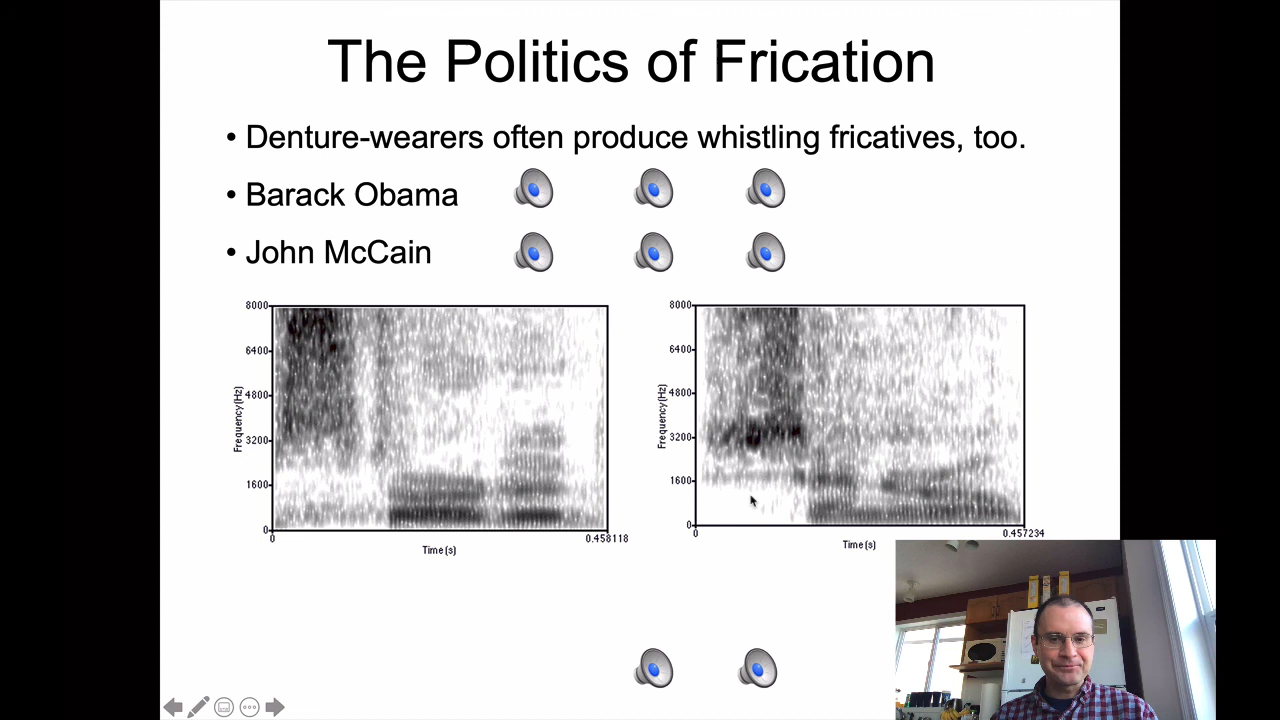 The Politics of Frication
• Denture-wearers often produce whistling fricatives, too.
• Barack Obama
• John McCain
8000
6400
4800
3200
1600
0
Frequency (Hz)
0
0.458118
Time (s)
8000
6400
4800
3200
1600
0
Frequency (Hz)
0
0.457234
Time (s)